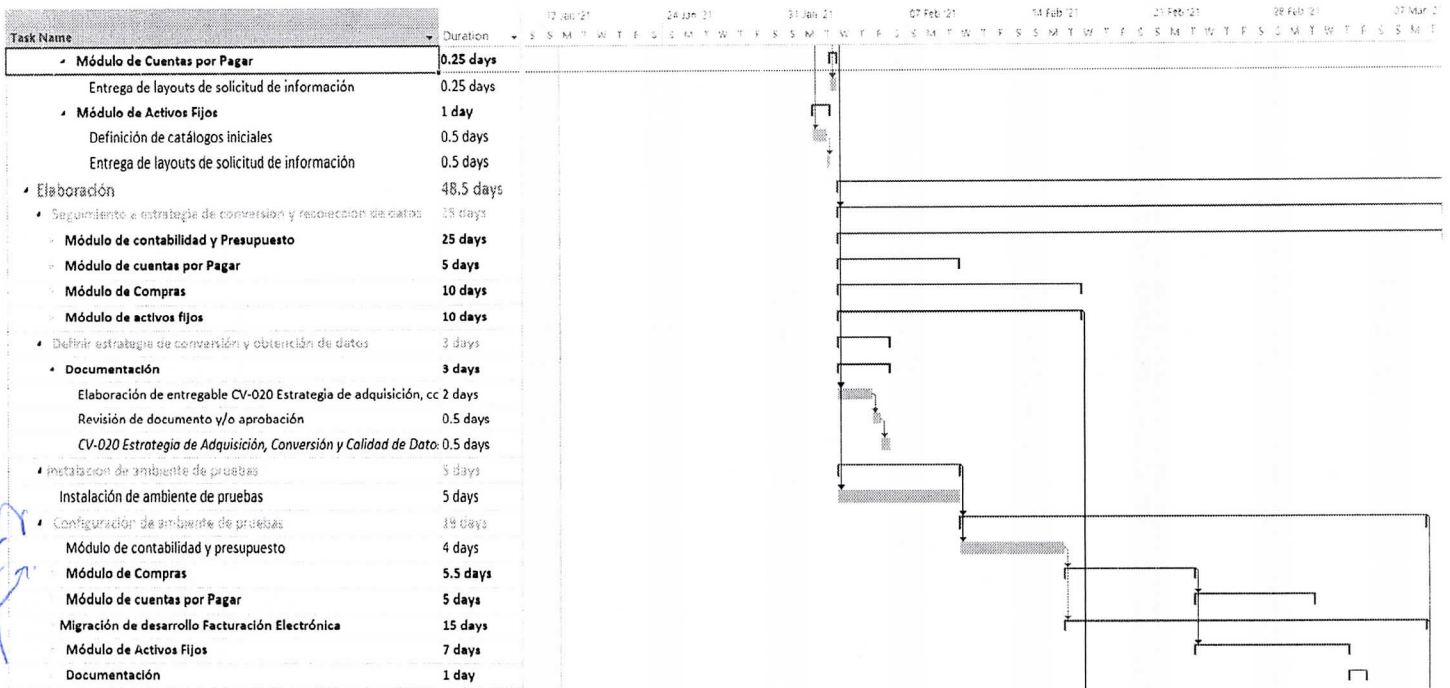 17 Jan '21 24 Jan '21 31 Jan '21 07 Feb '21 14 Feb '21 21 Feb '21 28 Feb '21 07 Mar
Task Name Duration S S M T W T F S S M T W T F S S M T W T F S S M T W T F S S M T W T F S S M T W T F S S M T W T F S S M T
Módulo de Cuentas por Pagar 0.25 days
Entrega de layouts de solicitud de información 0.25 days
Módulo de Activos Fijos 1 day
Definición de catálogos iniciales 0.5 days
Entrega de layouts de solicitud de información 0.5 days
Elaboración 48.5 days
Seguimiento a estrategia de conversión y recolección de datos 25 days
Módulo de contabilidad y Presupuesto 25 days
Módulo de cuentas por Pagar 5 days
Módulo de Compras 10 days
Módulo de activos fijos 10 days
Definir estrategia de conversión y obtención de datos 3 days
Documentación 3 days
Elaboración de entregable CV-020 Estrategia de adquisición, cc 2 days
Revisión de documento y/o aprobación 0.5 days
CV-020 Estrategia de Adquisición, Conversión y Calidad de Dato: 0.5 days
Instalación de ambiente de pruebas 5 days
Instalación de ambiente de pruebas 5 days
Configuración de ambiente de pruebas 19 days
Módulo de contabilidad y presupuesto 4 days
Módulo de Compras 5.5 days
Módulo de cuentas por Pagar 5 days
Migración de desarrollo Facturación Electrónica 15 days
Módulo de Activos Fijos 7 days
Documentación 1 day